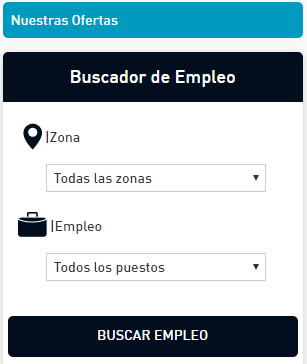 Nuestras Ofertas
Buscador de Empleo
|Zona
Todas las zonas
|Empleo
Todos los puestos
BUSCAR EMPLEO